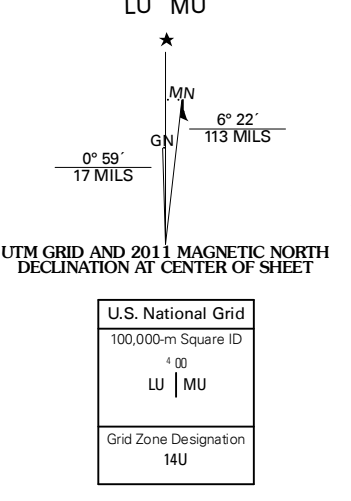 LU MU
MN
GN
6° 22´
113 MILS
0° 59´
17 MILS
UTM GRID AND 2011 MAGNETIC NORTH
DECLINATION AT CENTER OF SHEET
U.S. National Grid
100,000-m Square ID
4 00
LU MU
Grid Zone Designation
14U